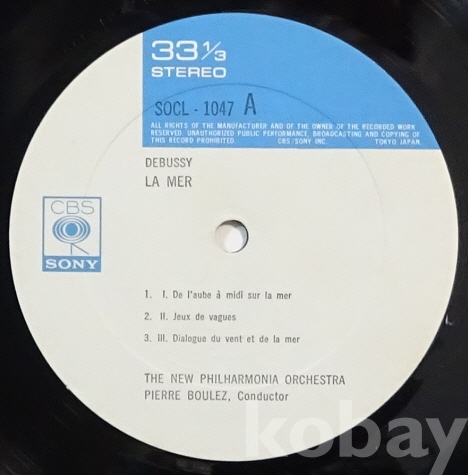 33 1/3
STEREO
SOCL - 1047 A
ALL RIGHTS OF THE MANUFACTURER AND OF THE OWNER OF THE RECORDED WORK
RESERVED. UNAUTHORIZED PUBLIC PERFORMANCE, BROADCASTING AND COPYING OF
THIS RECORD PROHIBITED. CBS/SONY INC. TOKYO JAPAN.
DEBUSSY
LA MER
CBS
SONY
1. I. De l'aube à midi sur la mer
2. II. Jeux de vagues
3. III. Dialogue du vent et de la mer
THE NEW PHILHARMONIA ORCHESTRA
PIERRE BOULEZ, Conductor
kobay